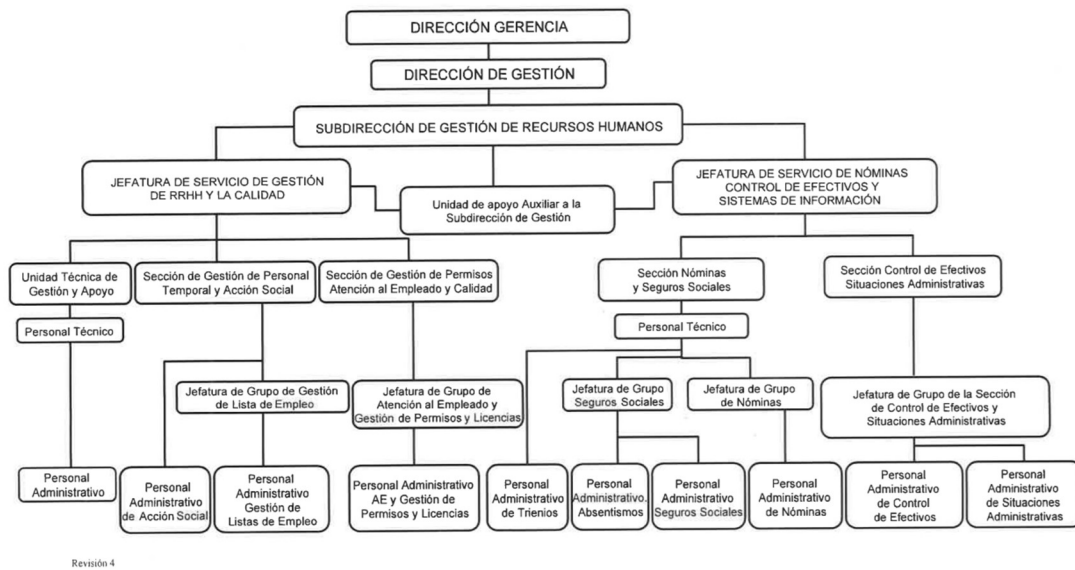 DIRECCIÓN GERENCIA
DIRECCIÓN DE GESTIÓN
SUBDIRECCIÓN DE GESTIÓN DE RECURSOS HUMANOS
JEFATURA DE SERVICIO DE GESTIÓN
DE RRHH Y LA CALIDAD
Unidad de apoyo Auxiliar a la
Subdirección de Gestión
JEFATURA DE SERVICIO DE NÓMINAS
CONTROL DE EFECTIVOS Y
SISTEMAS DE INFORMACIÓN
Unidad Técnica de
Gestión y Apoyo
Sección de Gestión de Personal
Temporal y Acción Social
Sección de Gestión de Permisos
Atención al Empleado y Calidad
Sección Nóminas
y Seguros Sociales
Sección Control de Efectivos
Situaciones Administrativas
Personal Técnico
Personal Técnico
Jefatura de Grupo de Gestión
de Lista de Empleo
Jefatura de Grupo de
Atención al Empleado y
Gestión de Permisos y Licencias
Jefatura de Grupo
Seguros Sociales
Jefatura de Grupo
de Nóminas
Jefatura de Grupo de la Sección
de Control de Efectivos y
Situaciones Administrativas
Personal
Administrativo
Personal
Administrativo
de Acción Social
Personal
Administrativo
Gestión de
Listas de Empleo
Personal Administrativo
AE y Gestión de
Permisos y Licencias
Personal
Administrativo
de Trienios
Personal
Administrativo.
Absentismos
Personal
Administrativo
Seguros Sociales
Personal
Administrativo
de Nóminas
Personal
Administrativo
de Control
de Efectivos
Personal
Administrativo
de Situaciones
Administrativas
Revisión 4